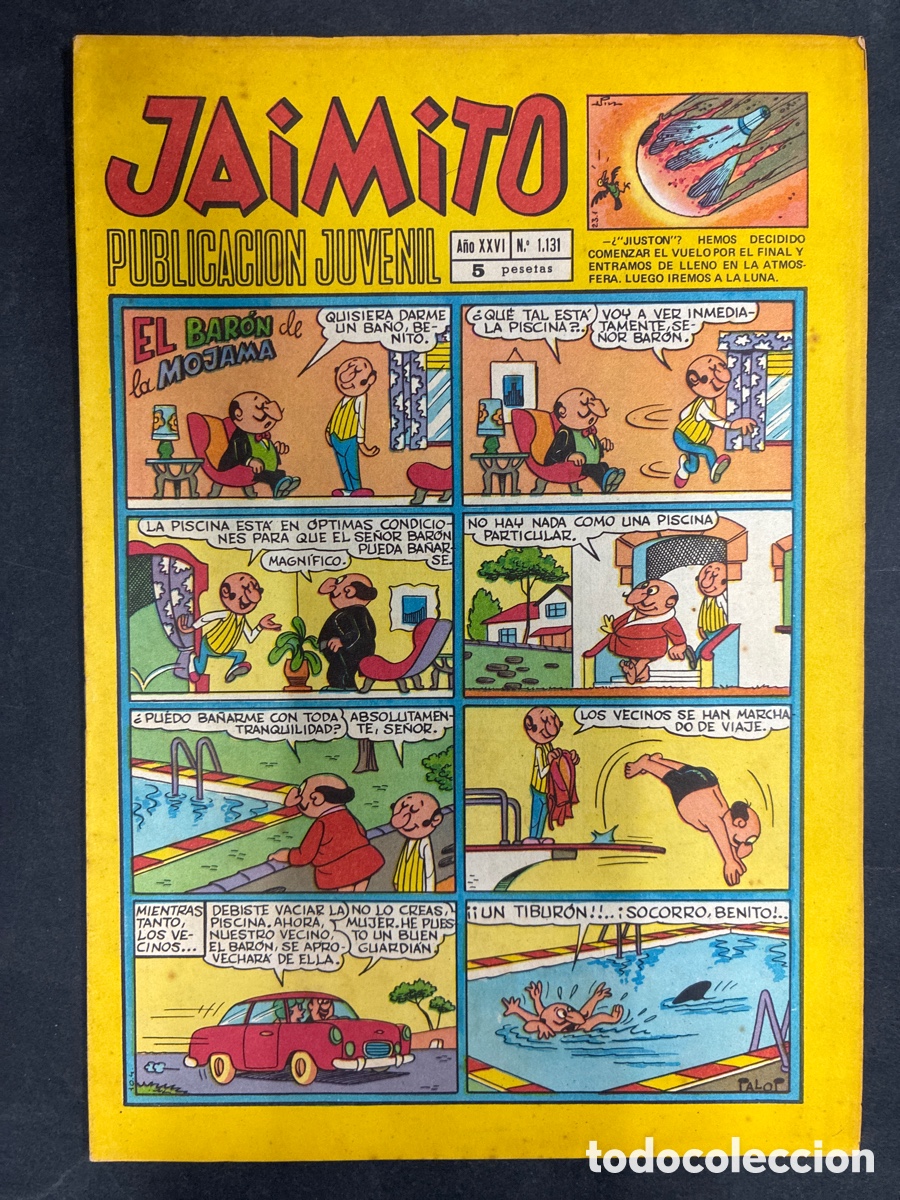 JAiMiTO
PUBLICACION JUVENIL
Año XXVI
N.º 1.131
5 pesetas
23-1
—¿"JIUSTON"? HEMOS DECIDIDO
COMENZAR EL VUELO POR EL FINAL Y
ENTRAMOS DE LLENO EN LA ATMOS-
FERA. LUEGO IREMOS A LA LUNA.
EL BARÓN de
la MOJAMA
QUISIERA DARME
UN BAÑO, BE-
NITO.
¿QUÉ TAL ESTÁ
LA PISCINA?..
VOY A VER INMEDIA-
TAMENTE, SE-
ÑOR BARÓN.
LA PISCINA ESTÁ EN ÓPTIMAS CONDICIO-
NES PARA QUE EL SEÑOR BARÓN
PUEDA BAÑAR-
SE.
MAGNÍFICO.
NO HAY NADA COMO UNA PISCINA
PARTICULAR.
¿PUEDO BAÑARME CON TODA
TRANQUILIDAD?
ABSOLUTAMEN-
TE, SEÑOR.
LOS VECINOS SE HAN MARCHA-
DO DE VIAJE.
MIENTRAS
TANTO,
LOS VE-
CINOS...
DEBISTE VACIAR LA
PISCINA, AHORA,
NUESTRO VECINO,
EL BARÓN, SE APRO-
VECHARÁ DE ELLA.
NO LO CREAS,
MUJER. HE PUES-
TO UN BUEN
GUARDIÁN.
10.4
¡¡UN TIBURÓN!!..¡SOCORRO, BENITO!..
PALOP
todocoleccion